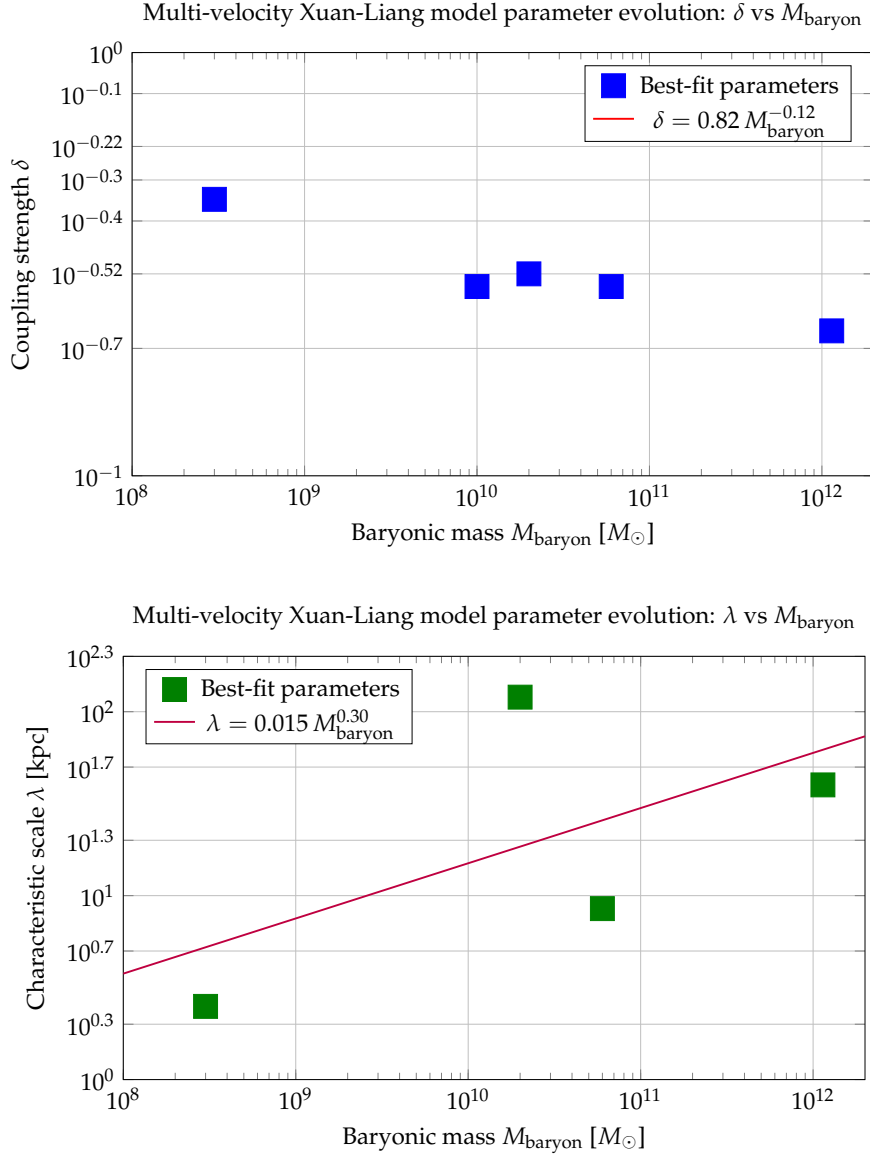 Multi-velocity Xuan-Liang model parameter evolution: δ vs M_baryon
10^0
10^−0.1
10^−0.22
10^−0.3
10^−0.4
10^−0.52
10^−0.7
10^−1
Coupling strength δ
Best-fit parameters
δ = 0.82 M_baryon^−0.12
10^8 10^9 10^10 10^11 10^12
Baryonic mass M_baryon [M_⊙]
Multi-velocity Xuan-Liang model parameter evolution: λ vs M_baryon
10^2.3
10^2
10^1.7
10^1.3
10^1
10^0.7
10^0.3
10^0
Characteristic scale λ [kpc]
Best-fit parameters
λ = 0.015 M_baryon^0.30
10^8 10^9 10^10 10^11 10^12
Baryonic mass M_baryon [M_⊙]